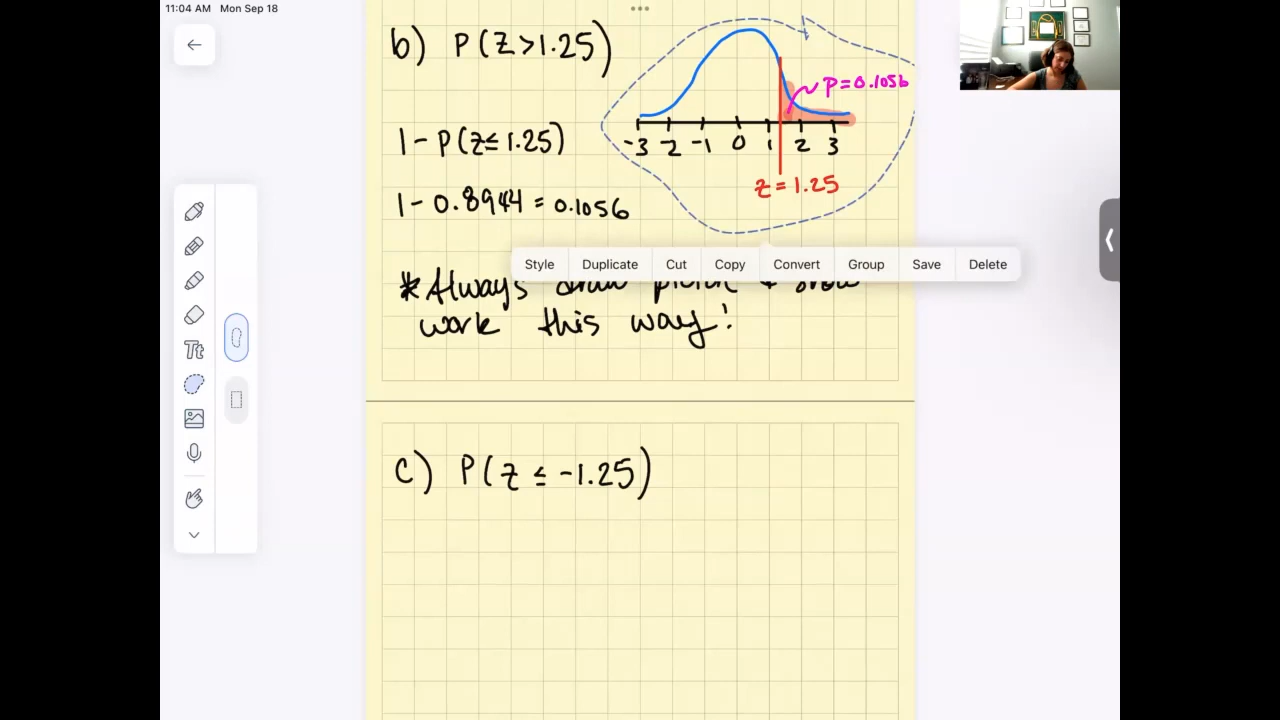 11:04 AM Mon Sep 18
b) P(Z>1.25)
P=0.1056
1-P(Z≤1.25)
-3 -2 -1 0 1 2 3
Z=1.25
1-0.8944=0.1056
Style Duplicate Cut Copy Convert Group Save Delete
*Always
work this way!
Tt
c) P(Z≤-1.25)